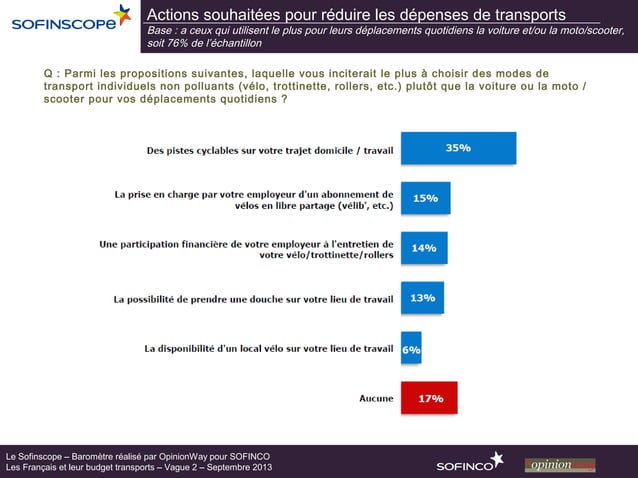 SOFINSCOPE
Actions souhaitées pour réduire les dépenses de transports
Base : a ceux qui utilisent le plus pour leurs déplacements quotidiens la voiture et/ou la moto/scooter,
soit 76% de l'échantillon
Q : Parmi les propositions suivantes, laquelle vous inciterait le plus à choisir des modes de
transport individuels non polluants (vélo, trottinette, rollers, etc.) plutôt que la voiture ou la moto /
scooter pour vos déplacements quotidiens ?
Des pistes cyclables sur votre trajet domicile / travail 35%
La prise en charge par votre employeur d'un abonnement de
vélos en libre partage (vélib', etc.) 15%
Une participation financière de votre employeur à l'entretien de
votre vélo/trottinette/rollers 14%
La possibilité de prendre une douche sur votre lieu de travail 13%
La disponibilité d'un local vélo sur votre lieu de travail 6%
Aucune 17%
Le Sofinscope – Baromètre réalisé par OpinionWay pour SOFINCO
Les Français et leur budget transports – Vague 2 – Septembre 2013
SOFINCO
opinion